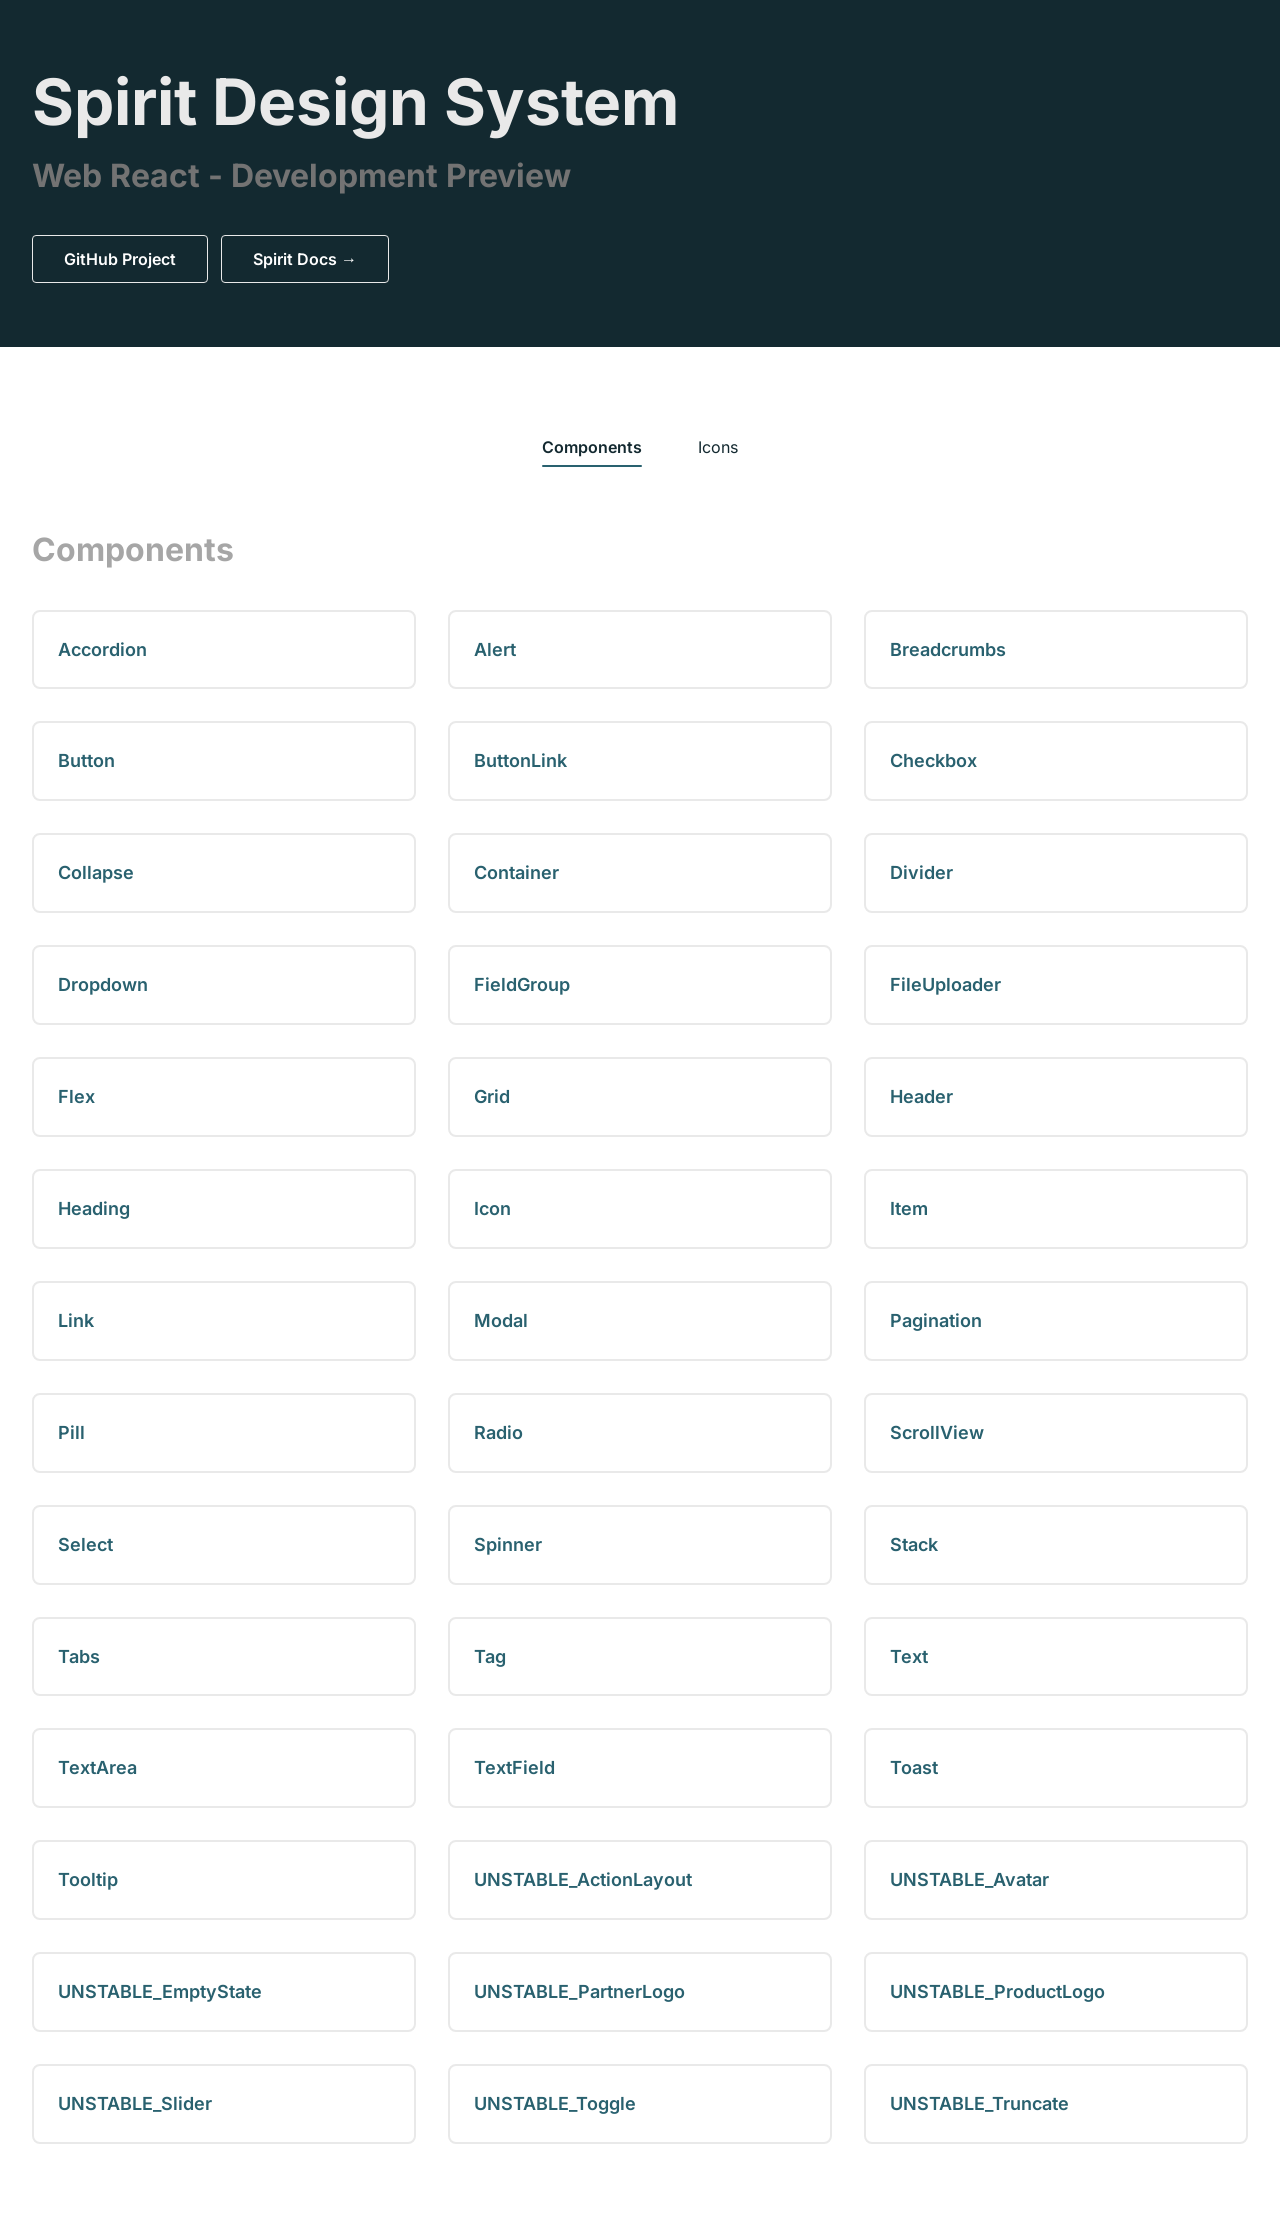 Spirit Design System
Web React - Development Preview
GitHub Project
Spirit Docs →
Components
Icons
Components
Accordion
Alert
Breadcrumbs
Button
ButtonLink
Checkbox
Collapse
Container
Divider
Dropdown
FieldGroup
FileUploader
Flex
Grid
Header
Heading
Icon
Item
Link
Modal
Pagination
Pill
Radio
ScrollView
Select
Spinner
Stack
Tabs
Tag
Text
TextArea
TextField
Toast
Tooltip
UNSTABLE_ActionLayout
UNSTABLE_Avatar
UNSTABLE_EmptyState
UNSTABLE_PartnerLogo
UNSTABLE_ProductLogo
UNSTABLE_Slider
UNSTABLE_Toggle
UNSTABLE_Truncate